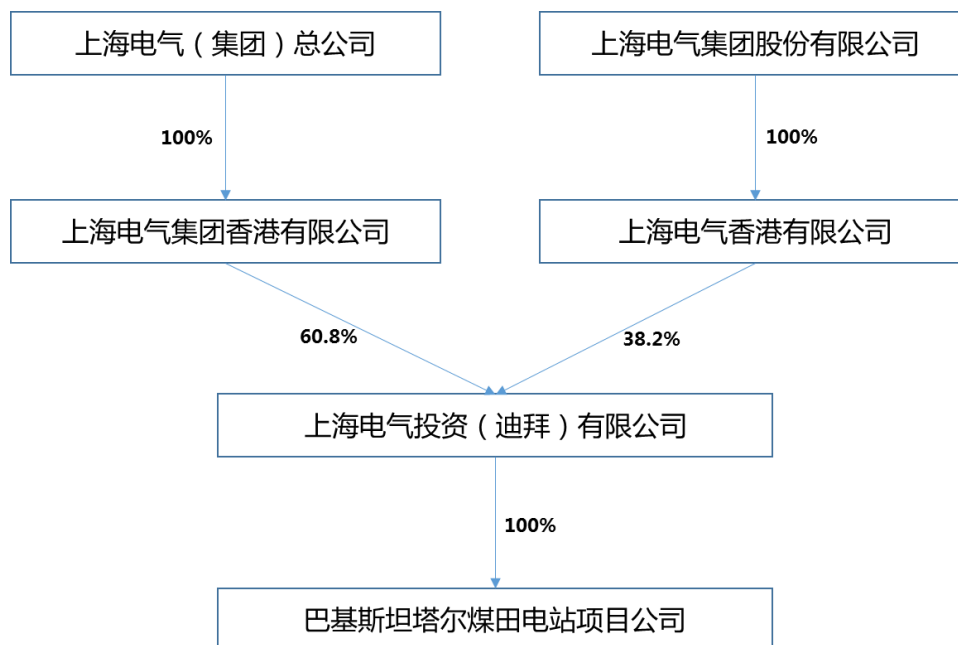 上海电气（集团）总公司
上海电气集团股份有限公司
100%
100%
上海电气集团香港有限公司
上海电气香港有限公司
60.8%
38.2%
上海电气投资（迪拜）有限公司
100%
巴基斯坦塔尔煤田电站项目公司